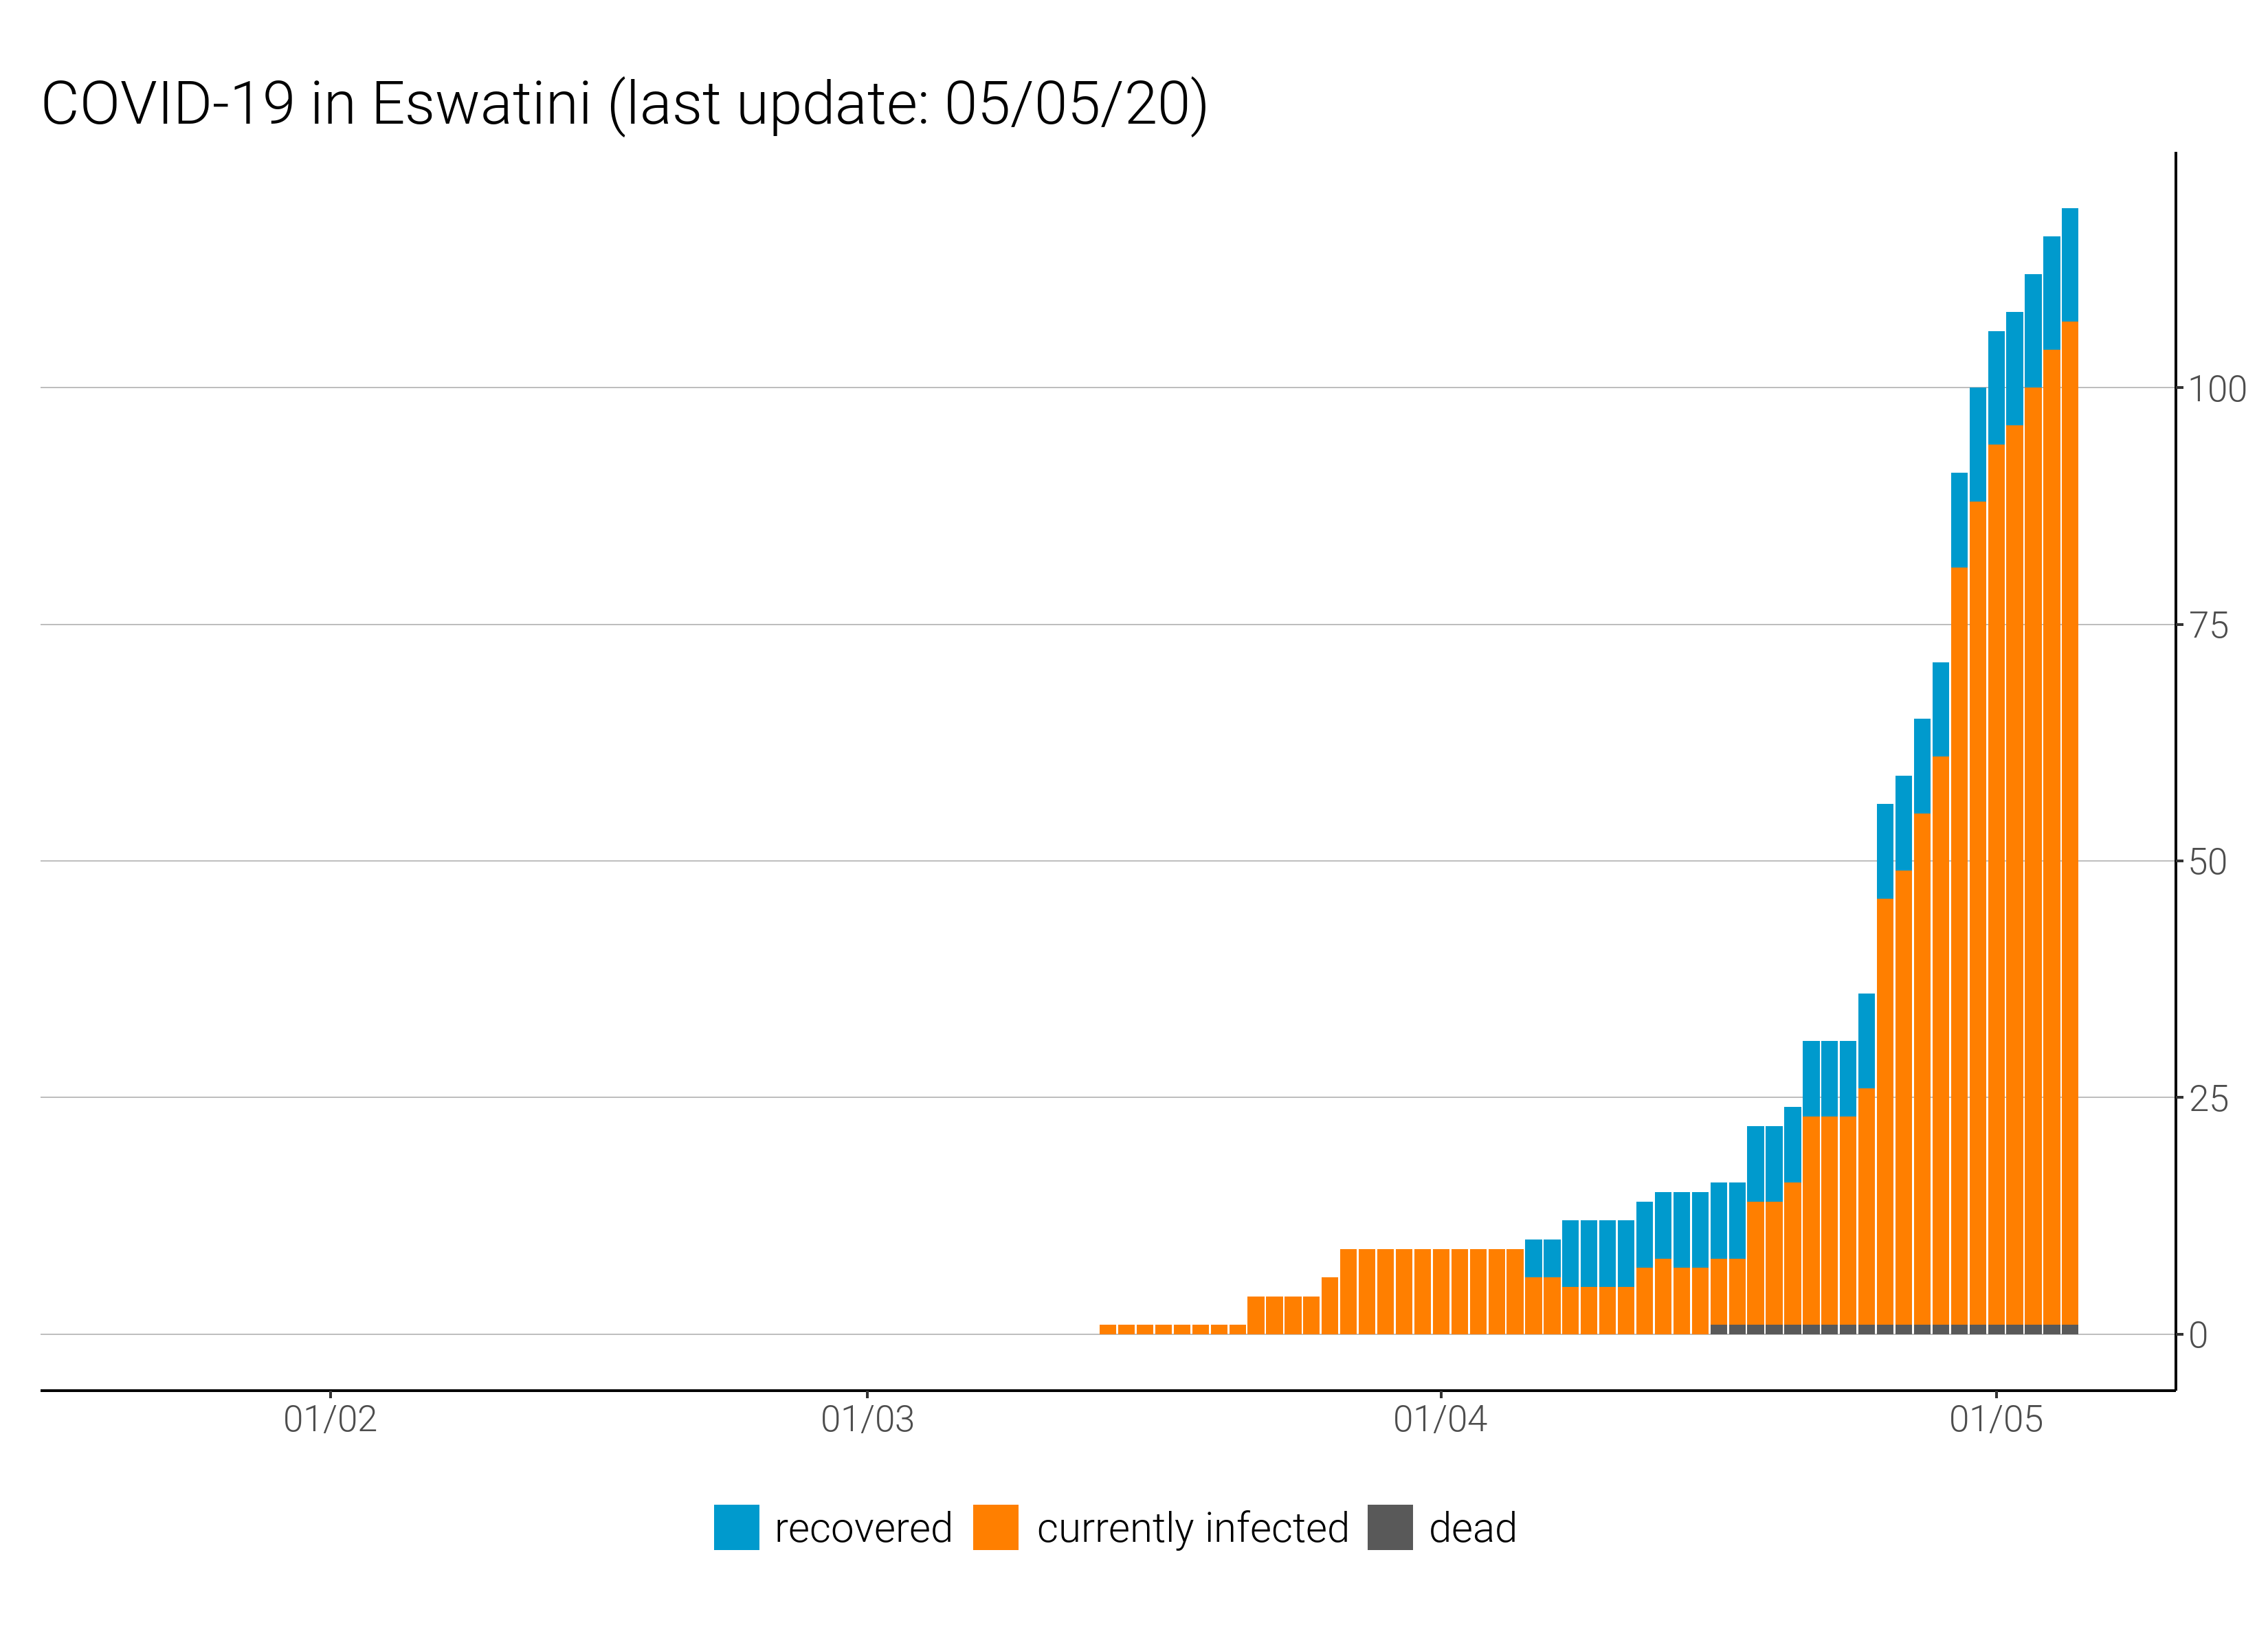 COVID-19 in Eswatini (last update: 05/05/20)
100
75
50
25
0
01/02 01/03 01/04 01/05
recovered currently infected dead